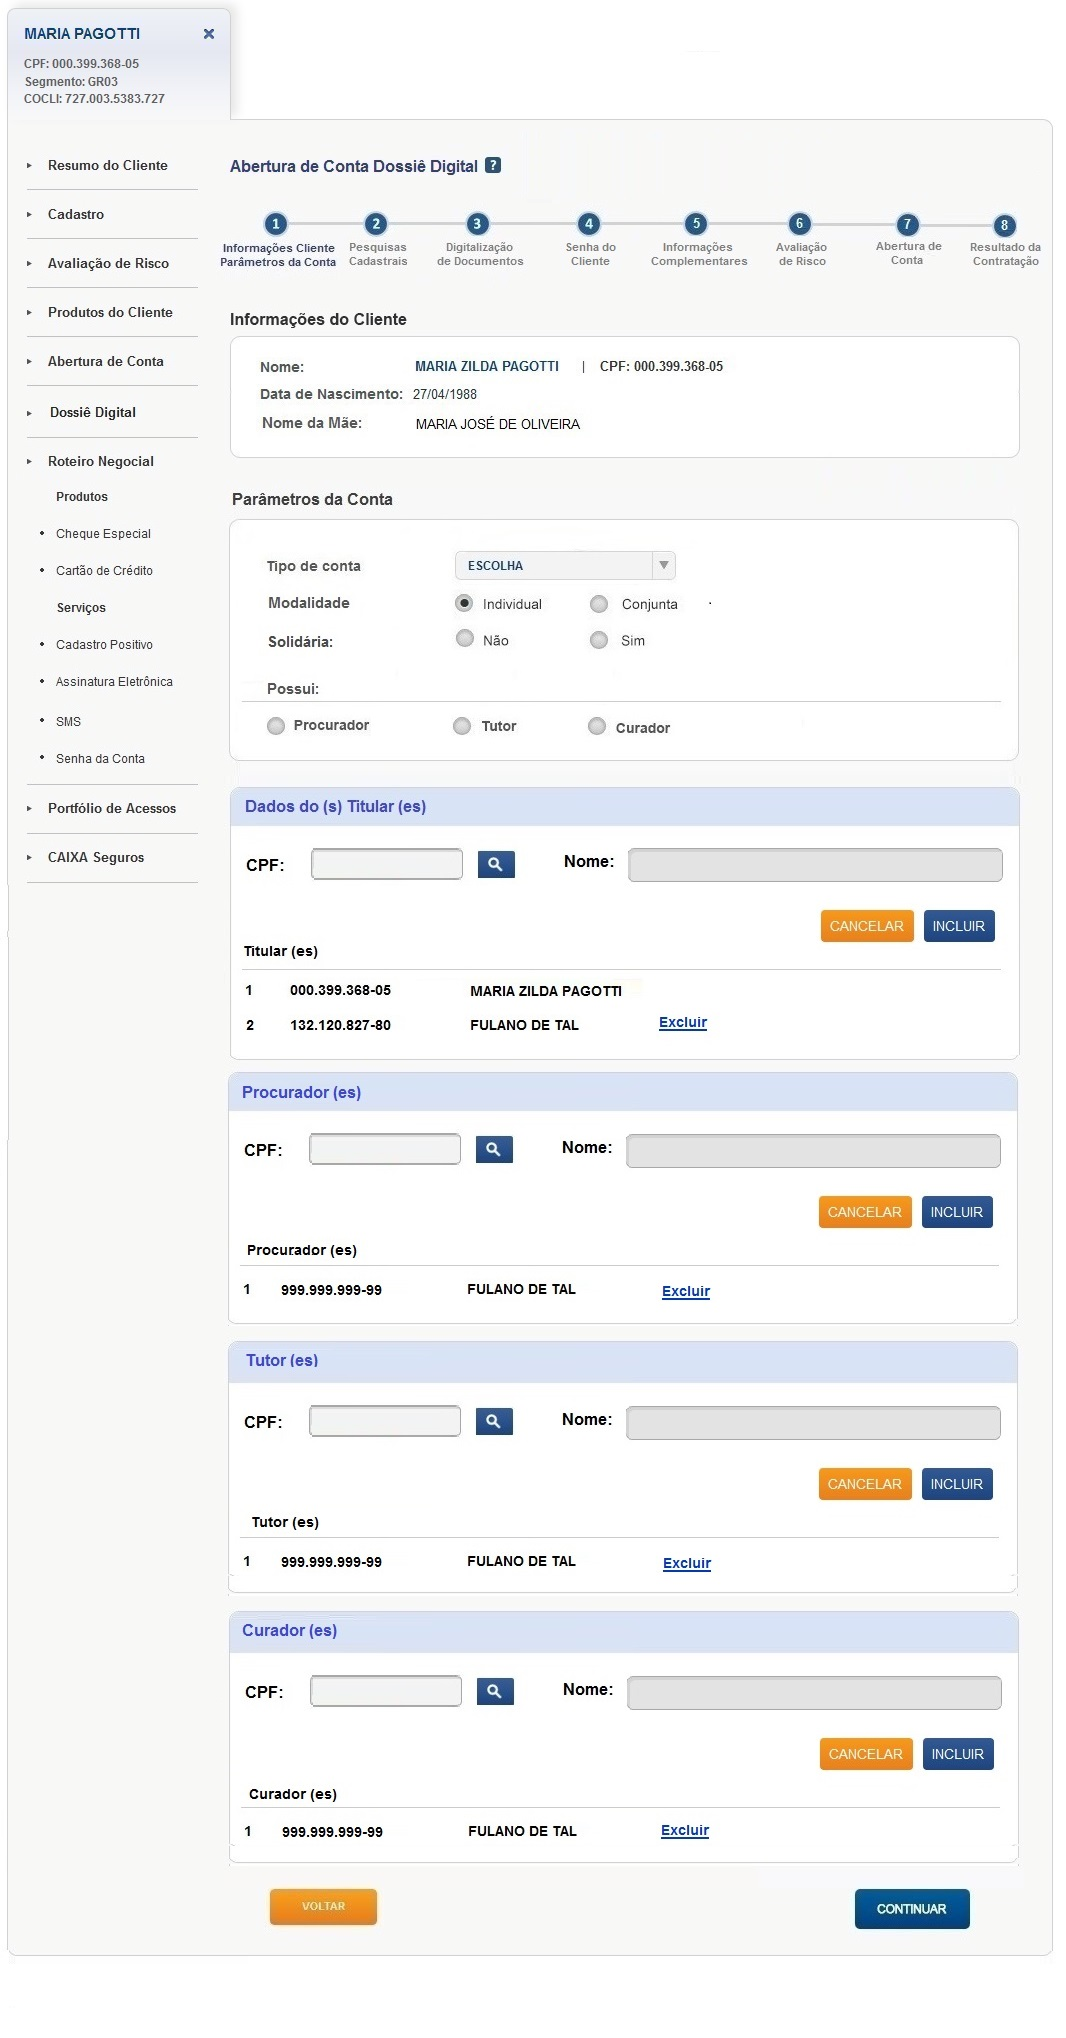 MARIA PAGOTTI
CPF: 000.399.368-05
Segmento: GR03
COCLI: 727.003.5383.727
Resumo do Cliente
Cadastro
Avaliação de Risco
Produtos do Cliente
Abertura de Conta
Dossiê Digital
Roteiro Negocial
Produtos
Cheque Especial
Cartão de Crédito
Serviços
Cadastro Positivo
Assinatura Eletrônica
SMS
Senha da Conta
Portfólio de Acessos
CAIXA Seguros
Abertura de Conta Dossiê Digital ?
1 Informações Cliente
Parâmetros da Conta
2 Pesquisas
Cadastrais
3 Digitalização
de Documentos
4 Senha do
Cliente
5 Informações
Complementares
6 Avaliação
de Risco
7 Abertura de
Conta
8 Resultado da
Contratação
Informações do Cliente
Nome: MARIA ZILDA PAGOTTI | CPF: 000.399.368-05
Data de Nascimento: 27/04/1988
Nome da Mãe: MARIA JOSÉ DE OLIVEIRA
Parâmetros da Conta
Tipo de conta ESCOLHA
Modalidade Individual Conjunta
Solidária: Não Sim
Possui:
Procurador Tutor Curador
Dados do (s) Titular (es)
CPF: Nome:
CANCELAR INCLUIR
Titular (es)
1 000.399.368-05 MARIA ZILDA PAGOTTI
2 132.120.827-80 FULANO DE TAL Excluir
Procurador (es)
CPF: Nome:
CANCELAR INCLUIR
Procurador (es)
1 999.999.999-99 FULANO DE TAL Excluir
Tutor (es)
CPF: Nome:
CANCELAR INCLUIR
Tutor (es)
1 999.999.999-99 FULANO DE TAL Excluir
Curador (es)
CPF: Nome:
CANCELAR INCLUIR
Curador (es)
1 999.999.999-99 FULANO DE TAL Excluir
VOLTAR CONTINUAR